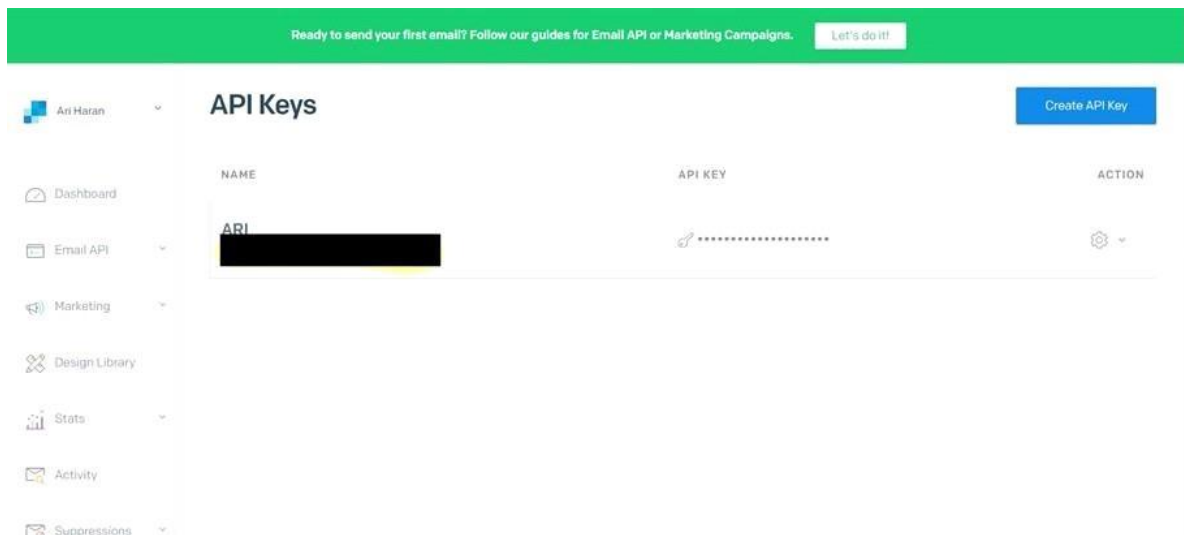 Ready to send your first email? Follow our guides for Email API or Marketing Campaigns. Let's do it!
Ari Haran
API Keys
Create API Key
NAME API KEY ACTION
Dashboard
ARI
Email API
••••••••••••••••••••
Marketing
Design Library
Stats
Activity
Suppressions